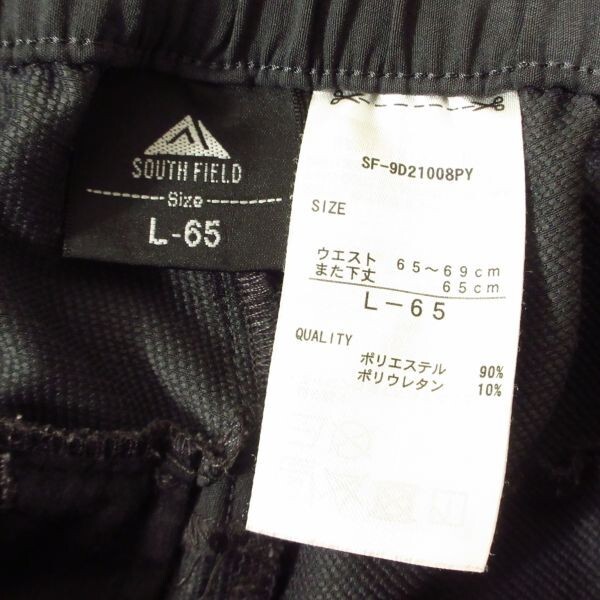 SOUTH FIELD
Size
L-65
SF-9D21008PY
SIZE
ウエスト 65~69cm
また下丈 65cm
L-65
QUALITY
ポリエステル 90%
ポリウレタン 10%